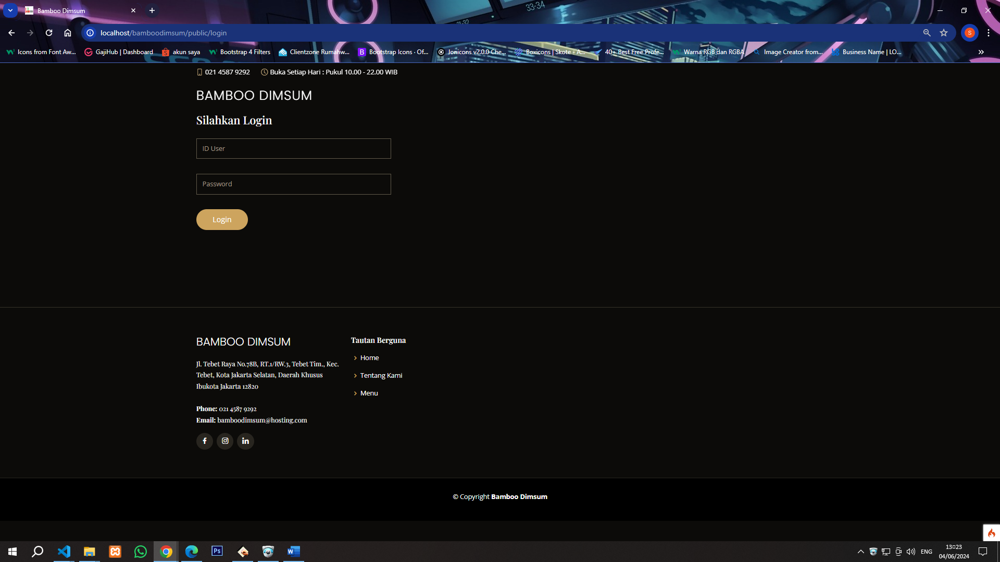 Bamboo Dimsum
33-34
31-32
localhost/bamboodimsum/public/login
S
Icons from Font Aw...
GajiHub | Dashboard
akun saya
Bootstrap 4 Filters
Clientzone Rumahw...
B
Bootstrap Icons · Of...
Ionicons v2.0.0 Che...
Boxicons | Skote - A...
40+ Best Free Profe...
Warna RGB dan RGBA
Image Creator from...
Business Name | LO...
021 4587 9292
Buka Setiap Hari : Pukul 10.00 - 22.00 WIB
BAMBOO DIMSUM
Silahkan Login
ID User
Password
Login
BAMBOO DIMSUM
Jl. Tebet Raya No.78B, RT.1/RW.3, Tebet Tim., Kec.
Tebet, Kota Jakarta Selatan, Daerah Khusus
Ibukota Jakarta 12820
Phone: 021 4587 9292
Email: bamboodimsum@hosting.com
Tautan Berguna
Home
Tentang Kami
Menu
© Copyright Bamboo Dimsum
Ps
W
ENG
13:23
04/06/2024